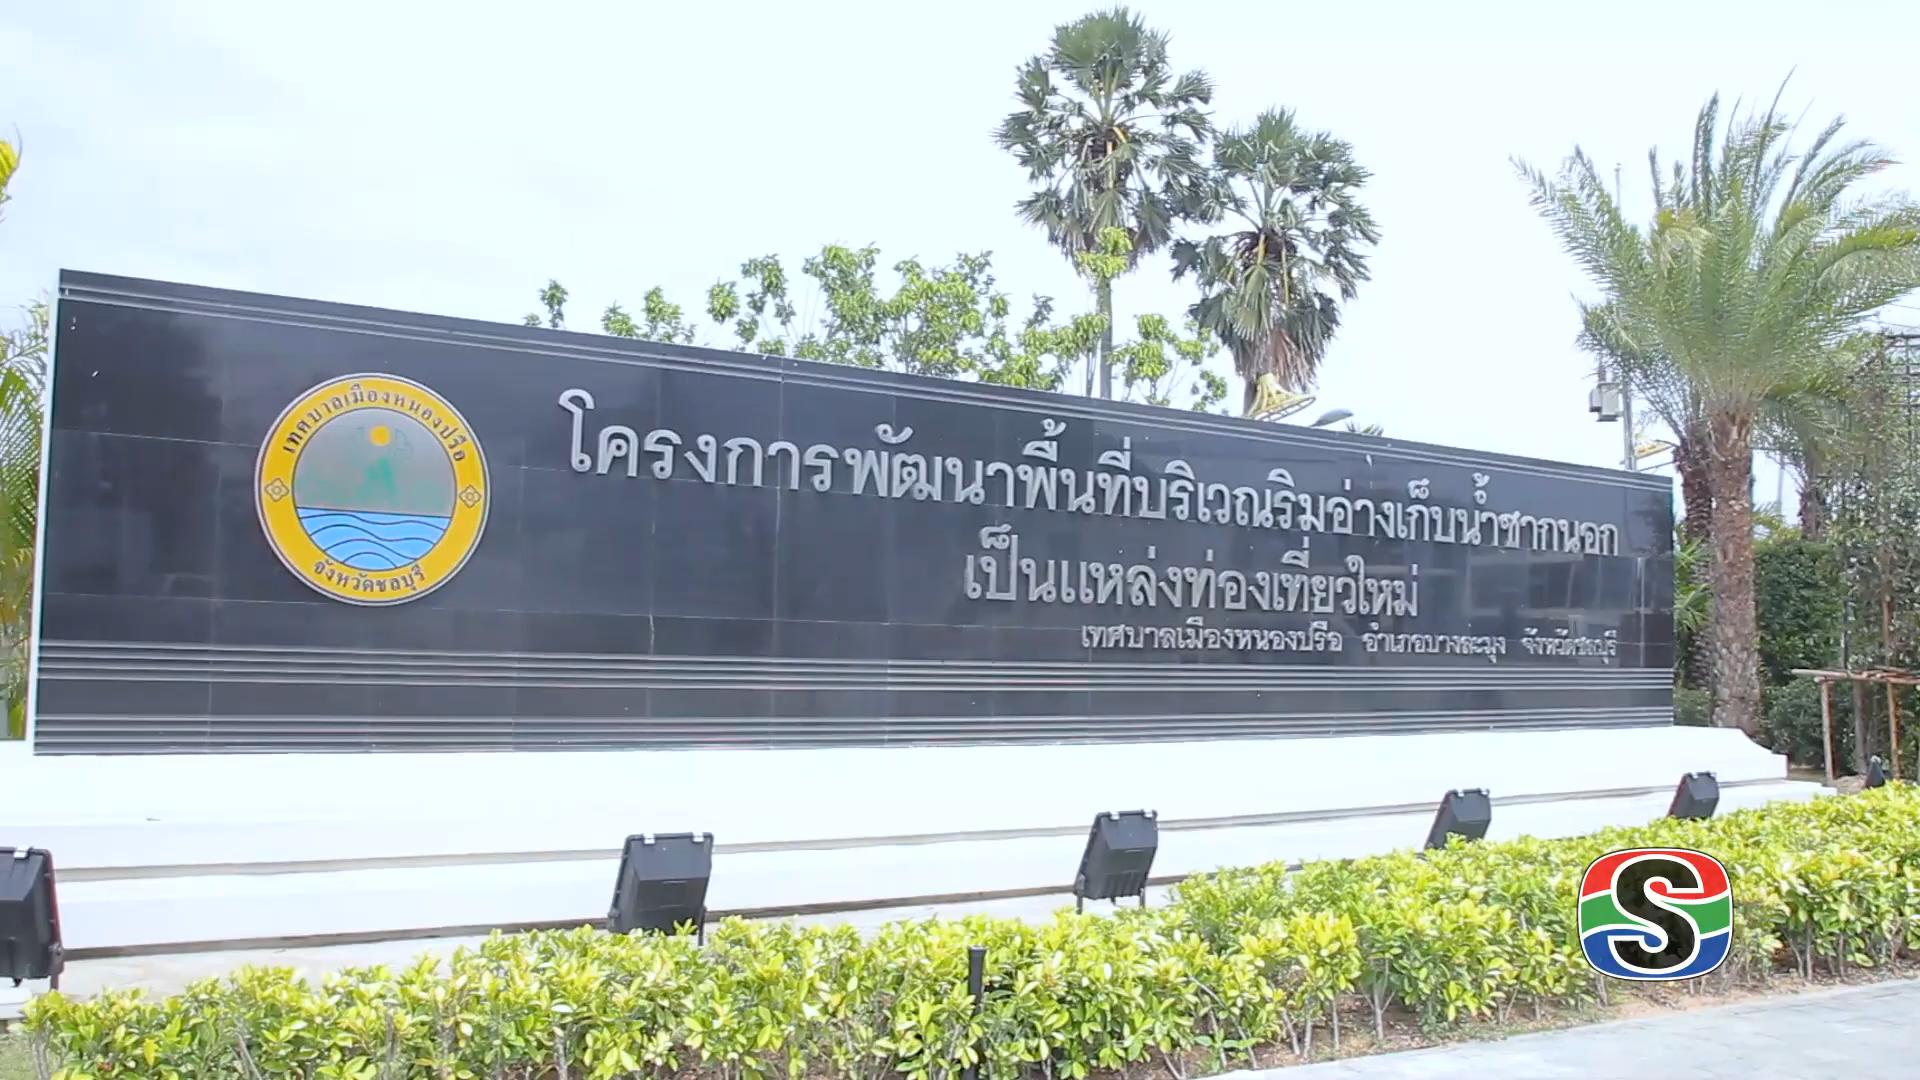 เทศบาลเมืองหนองปรือ
จังหวัดชลบุรี
โครงการพัฒนาพื้นที่บริเวณริมอ่างเก็บน้ำซากนอก
เป็นแหล่งท่องเที่ยวใหม่
เทศบาลเมืองหนองปรือ อำเภอบางละมุง จังหวัดชลบุรี
S